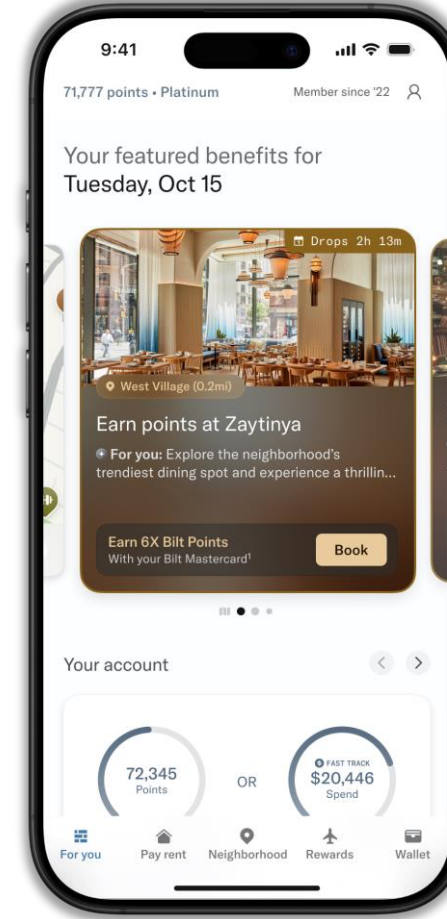 9:41
71,777 points • Platinum
Member since '22
Your featured benefits for
Tuesday, Oct 15
Drops 2h 13m
West Village (0.2mi)
Earn points at Zaytinya
For you: Explore the neighborhood's
trendiest dining spot and experience a thrillin...
Earn 6X Bilt Points
With your Bilt Mastercard¹
Book
Your account
72,345
Points
OR
FAST TRACK
$20,446
Spend
For you
Pay rent
Neighborhood
Rewards
Wallet